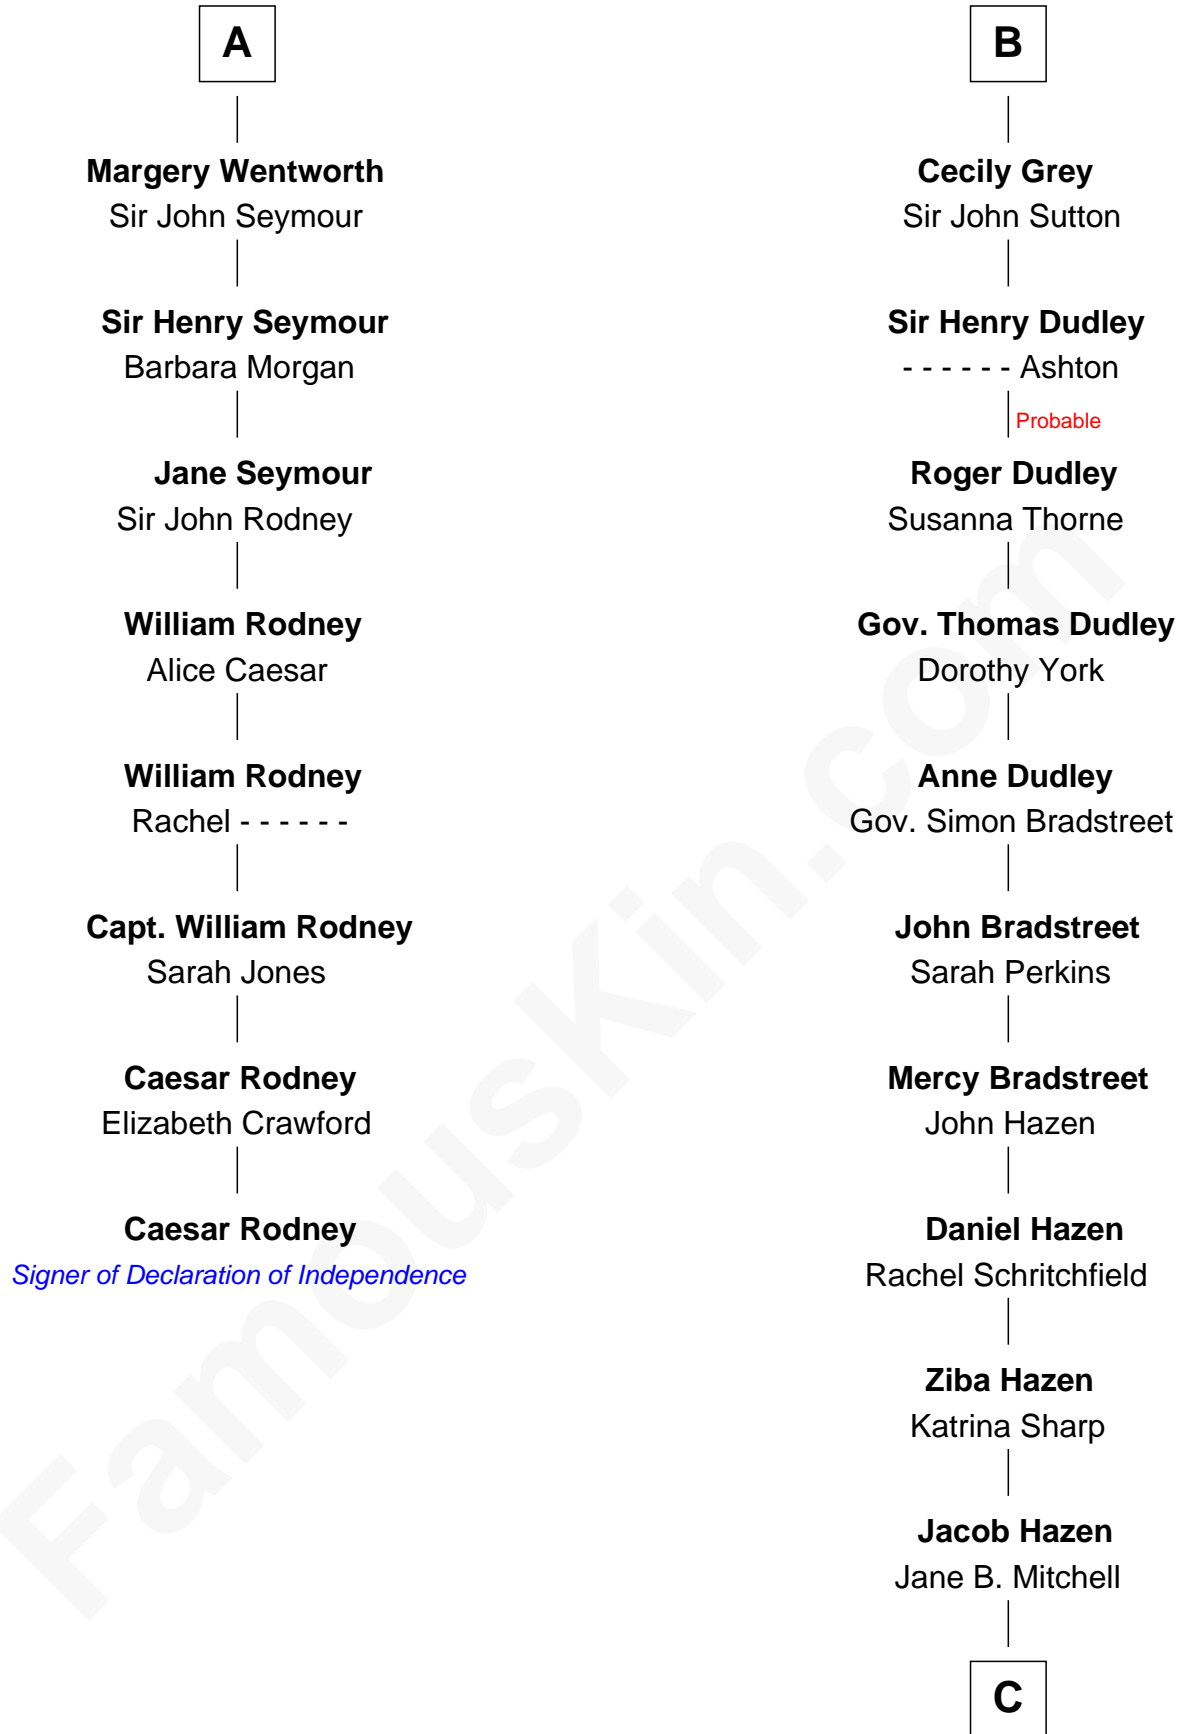 A
Margery Wentworth
Sir John Seymour
Sir Henry Seymour
Barbara Morgan
Jane Seymour
Sir John Rodney
William Rodney
Alice Caesar
William Rodney
Rachel - - - - - -
Capt. William Rodney
Sarah Jones
Caesar Rodney
Elizabeth Crawford
Caesar Rodney
Signer of Declaration of Independence
B
Cecily Grey
Sir John Sutton
Sir Henry Dudley
- - - - - - Ashton
Probable
Roger Dudley
Susanna Thorne
Gov. Thomas Dudley
Dorothy York
Anne Dudley
Gov. Simon Bradstreet
John Bradstreet
Sarah Perkins
Mercy Bradstreet
John Hazen
Daniel Hazen
Rachel Schritchfield
Ziba Hazen
Katrina Sharp
Jacob Hazen
Jane B. Mitchell
C
FamousKin.com